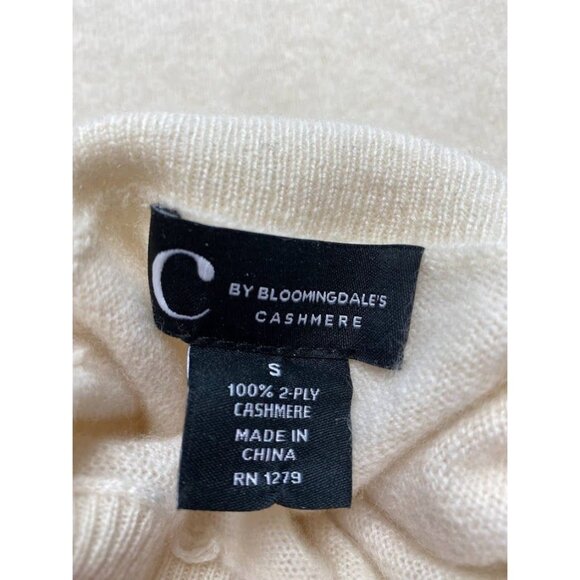 C BY BLOOMINGDALE'S
CASHMERE
S
100% 2-PLY
CASHMERE
MADE IN
CHINA
RN 1279